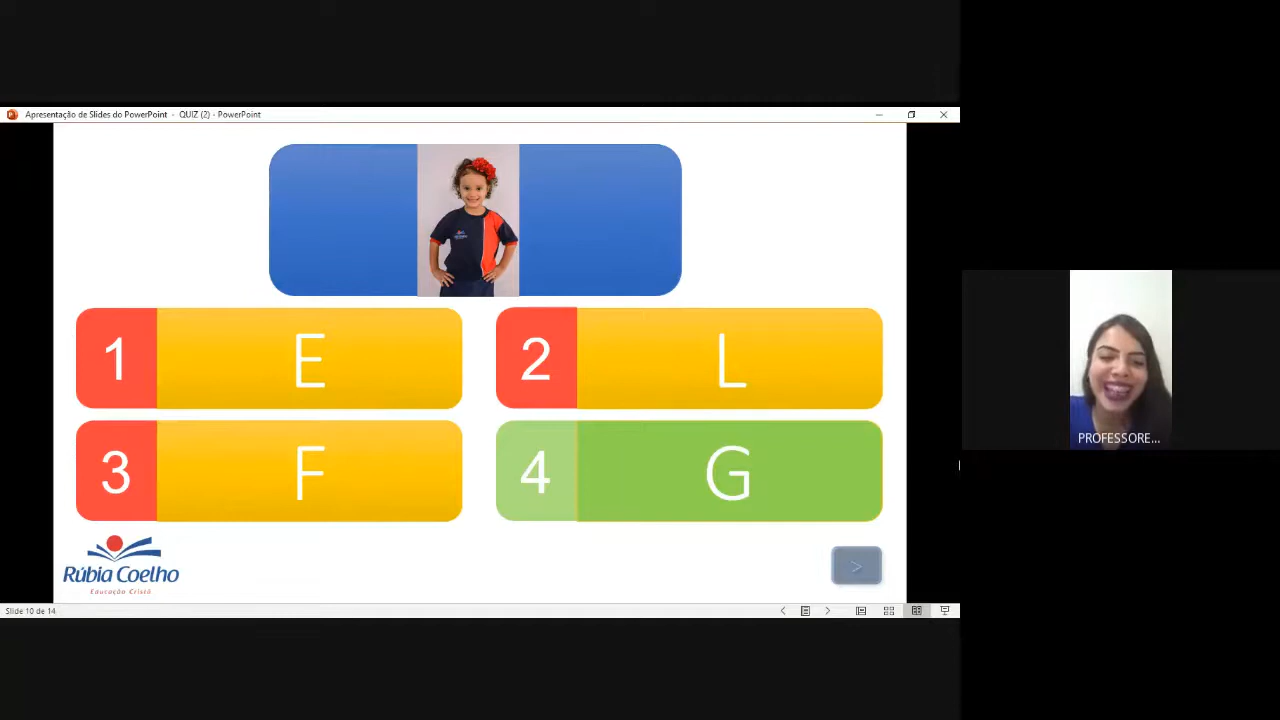 Apresentação de Slides do PowerPoint - QUIZ (2) - PowerPoint
1 E
2 L
3 F
4 G
Rúbia Coelho
Educação Cristã
>
Slide 10 de 14
PROFESSORE...